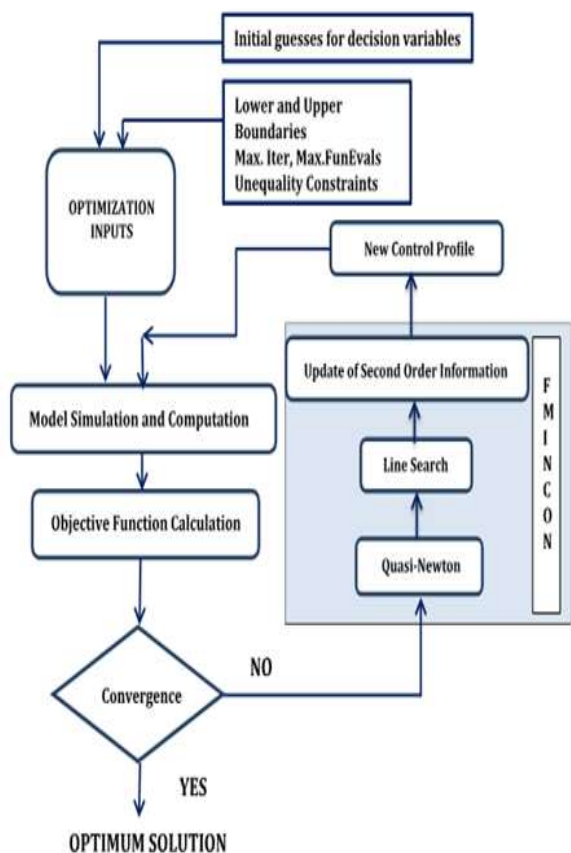 Initial guesses for decision variables
Lower and Upper
Boundaries
Max. Iter, Max.FunEvals
Unequality Constraints
OPTIMIZATION
INPUTS
New Control Profile
Update of Second Order Information
FMINCON
Model Simulation and Computation
Line Search
Objective Function Calculation
Quasi-Newton
NO
Convergence
YES
OPTIMUM SOLUTION